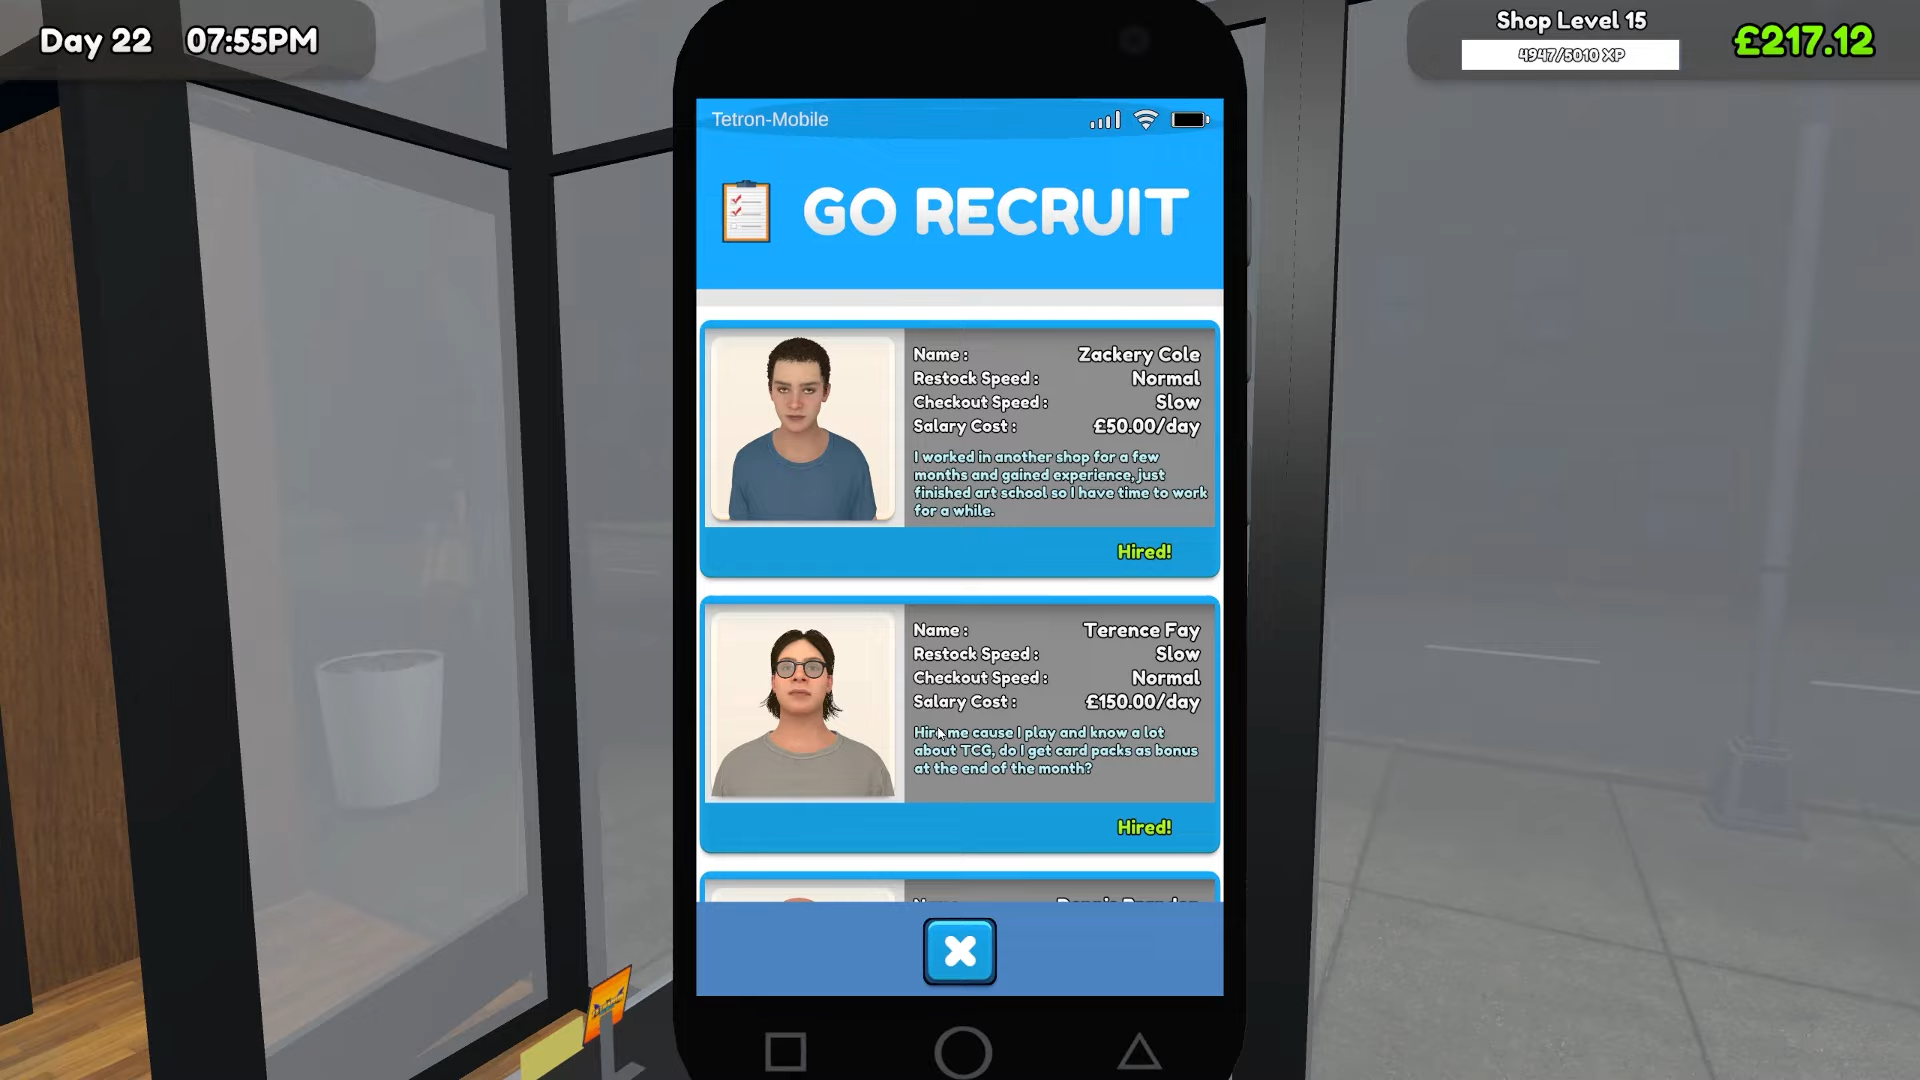 Day 22 07:55PM
Shop Level 15
4947/5010 XP
£217.12
Tetron-Mobile
GO RECRUIT
Name : Zackery Cole
Restock Speed : Normal
Checkout Speed : Slow
Salary Cost : £50.00/day
I worked in another shop for a few
months and gained experience, just
finished art school so I have time to work
for a while.
Hired!
Name : Terence Fay
Restock Speed : Slow
Checkout Speed : Normal
Salary Cost : £150.00/day
Hire me cause I play and know a lot
about TCG, do I get card packs as bonus
at the end of the month?
Hired!